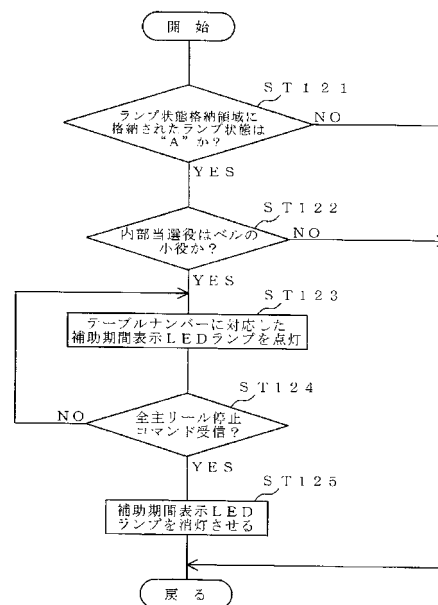 開始
ST121
ランプ状態格納領域に
格納されたランプ状態は
“A”か？
NO
YES
ST122
内部当選役はベルの
小役か？
NO
YES
ST123
テーブルナンバーに対応した
補助期間表示LEDランプを点灯
ST124
全主リール停止
コマンド受信？
NO
YES
ST125
補助期間表示LED
ランプを消灯させる
戻る